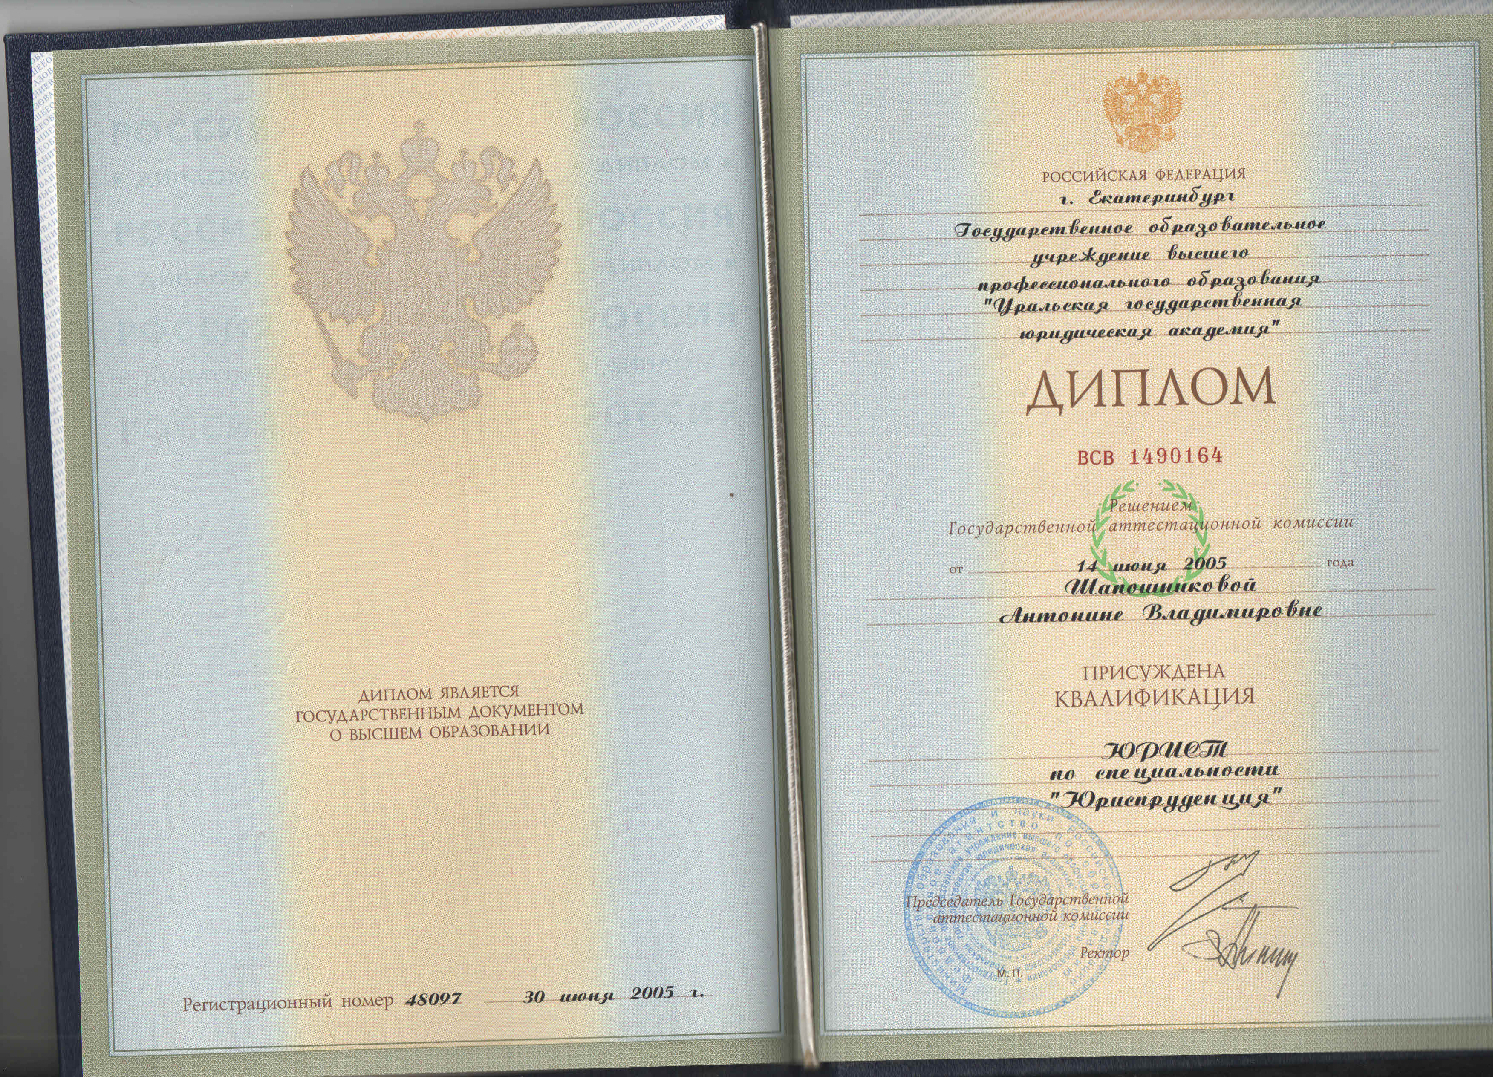 ДИПЛОМ ЯВЛЯЕТСЯ
ГОСУДАРСТВЕННЫМ ДОКУМЕНТОМ
О ВЫСШЕМ ОБРАЗОВАНИИ
Регистрационный номер 48097 30 июня 2005 г.
РОССИЙСКАЯ ФЕДЕРАЦИЯ
г. Екатеринбург
Государственное образовательное
учреждение высшего
профессионального образования
"Уральская государственная
юридическая академия"
ДИПЛОМ
ВСВ 1490164
Решением
Государственной аттестационной комиссии
от 14 июня 2005 года
Шапошниковой
Антонине Владимировне
ПРИСУЖДЕНА
КВАЛИФИКАЦИЯ
ЮРИСТ
по специальности
"Юриспруденция"
Председатель Государственной
аттестационной комиссии
Ректор
М. П.